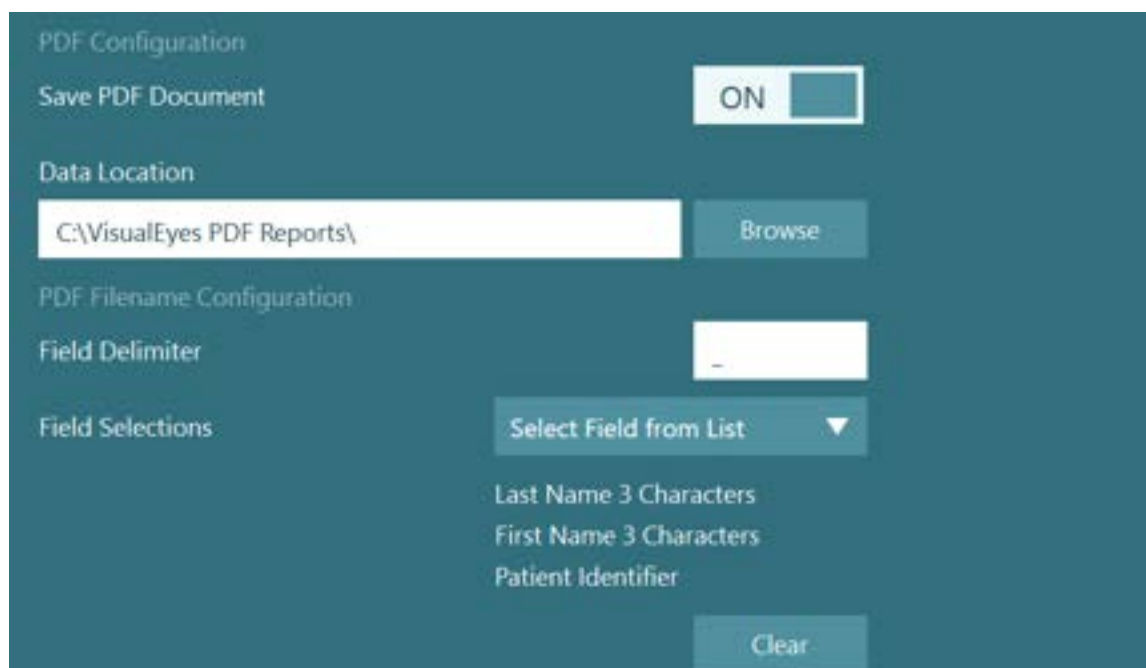 PDF Configuration
Save PDF Document
ON
Data Location
C:\VisualEyes PDF Reports\
Browse
PDF Filename Configuration
Field Delimiter
_
Field Selections
Select Field from List
Last Name 3 Characters
First Name 3 Characters
Patient Identifier
Clear